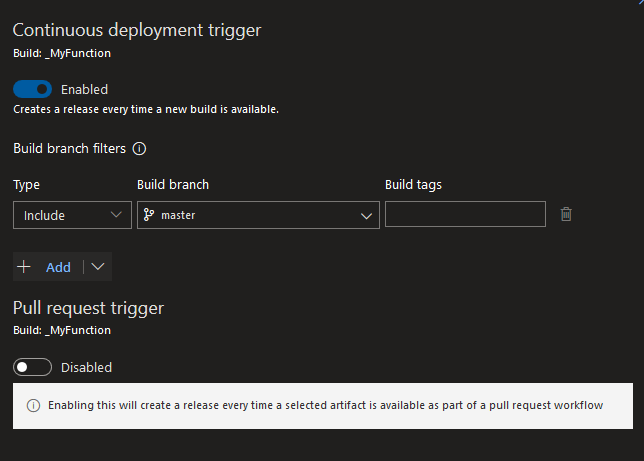 Continuous deployment trigger
Build: _MyFunction
Enabled
Creates a release every time a new build is available.
Build branch filters
Type Build branch Build tags
Include master
Add
Pull request trigger
Build: _MyFunction
Disabled
Enabling this will create a release every time a selected artifact is available as part of a pull request workflow